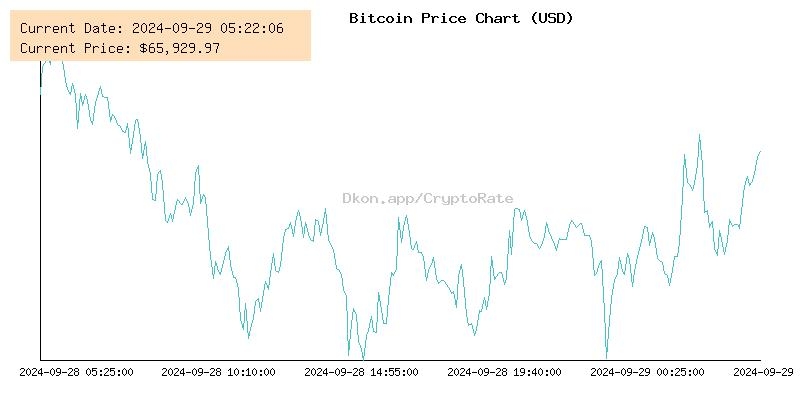 Bitcoin Price Chart (USD)
Current Date: 2024-09-29 05:22:06
Current Price: $65,929.97
Dkon.app/CryptoRate
2024-09-28 05:25:00 2024-09-28 10:10:00 2024-09-28 14:55:00 2024-09-28 19:40:00 2024-09-29 00:25:00 2024-09-29